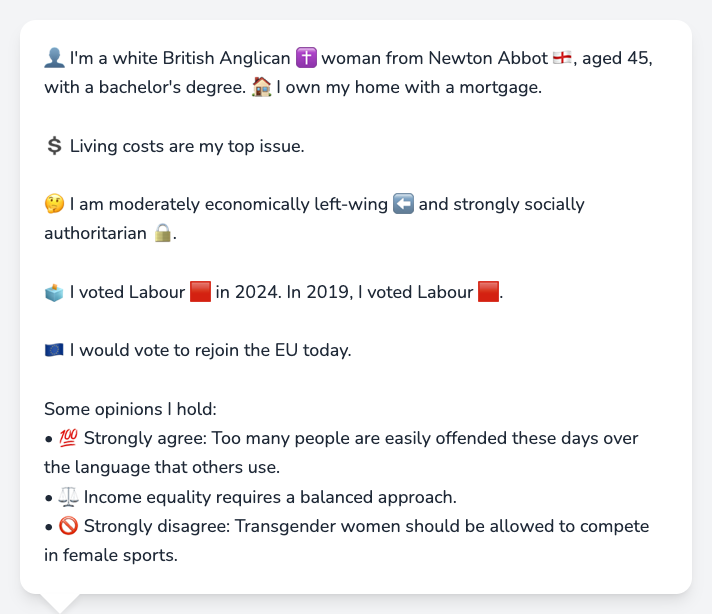 👤 I'm a white British Anglican ✝️ woman from Newton Abbot 🏴󠁧󠁢󠁥󠁮󠁧󠁿, aged 45,
with a bachelor's degree. 🏠 I own my home with a mortgage.
💲 Living costs are my top issue.
🤔 I am moderately economically left-wing ⬅️ and strongly socially
authoritarian 🔒.
🗳️ I voted Labour 🟥 in 2024. In 2019, I voted Labour 🟥.
🇪🇺 I would vote to rejoin the EU today.
Some opinions I hold:
• 💯 Strongly agree: Too many people are easily offended these days over
the language that others use.
• ⚖️ Income equality requires a balanced approach.
• 🚫 Strongly disagree: Transgender women should be allowed to compete
in female sports.